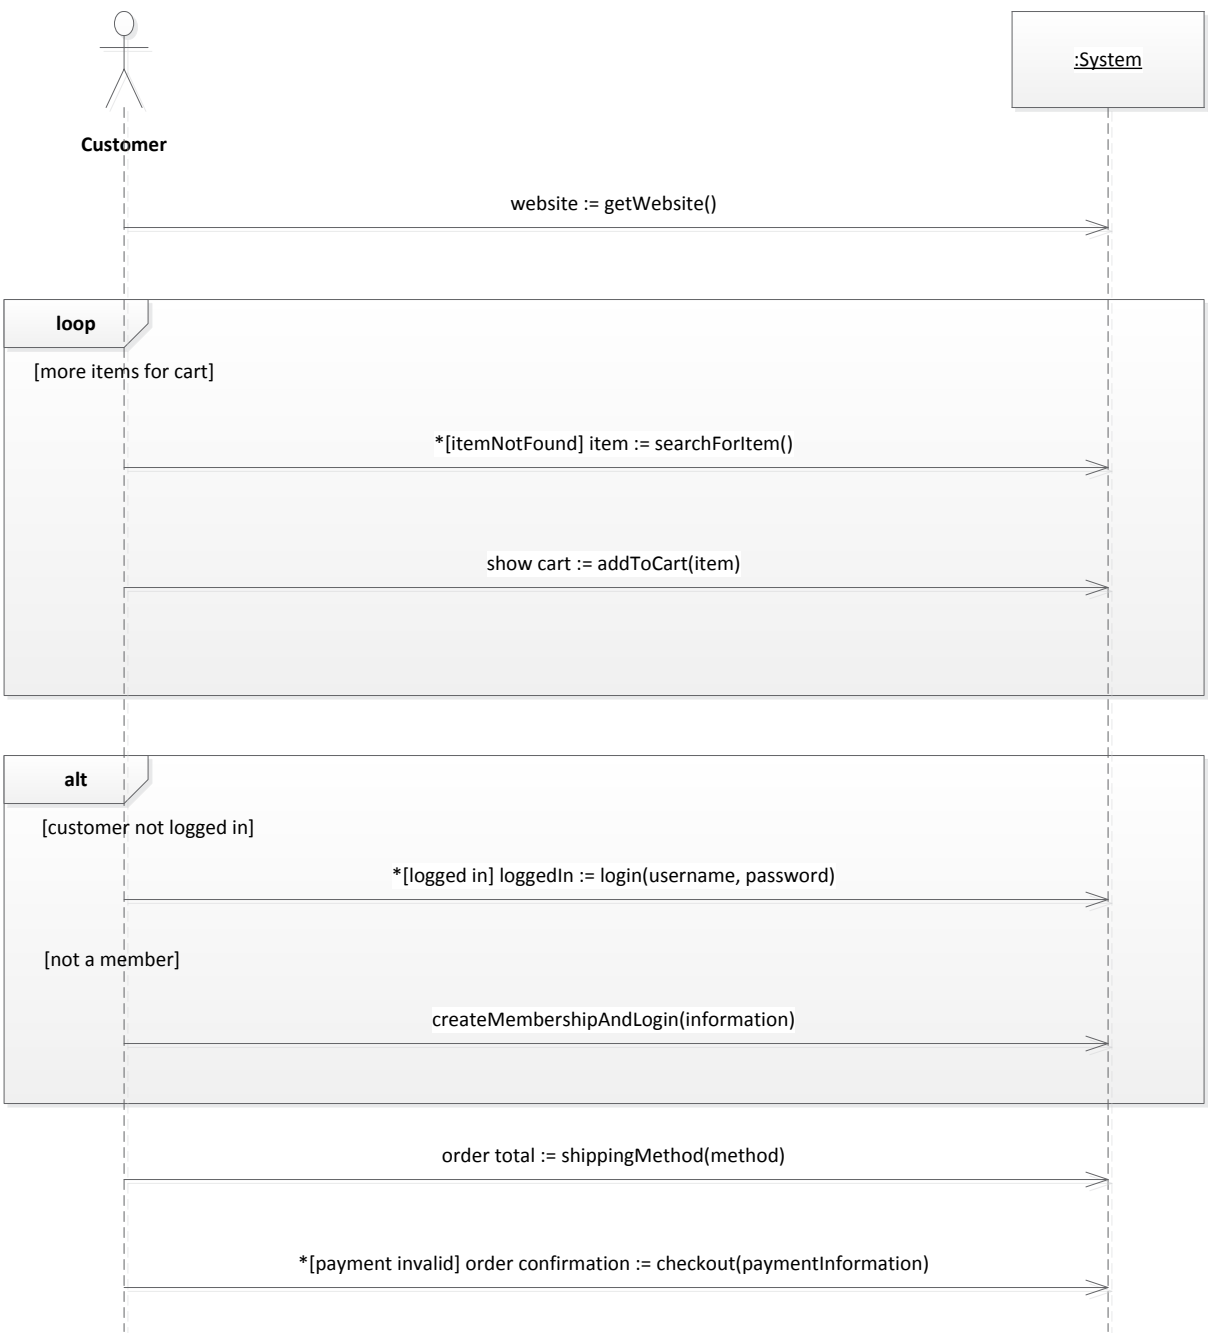 :System
Customer
website := getWebsite()
loop
[more items for cart]
*[itemNotFound] item := searchForItem()
show cart := addToCart(item)
alt
[customer not logged in]
*[logged in] loggedIn := login(username, password)
[not a member]
createMembershipAndLogin(information)
order total := shippingMethod(method)
*[payment invalid] order confirmation := checkout(paymentInformation)